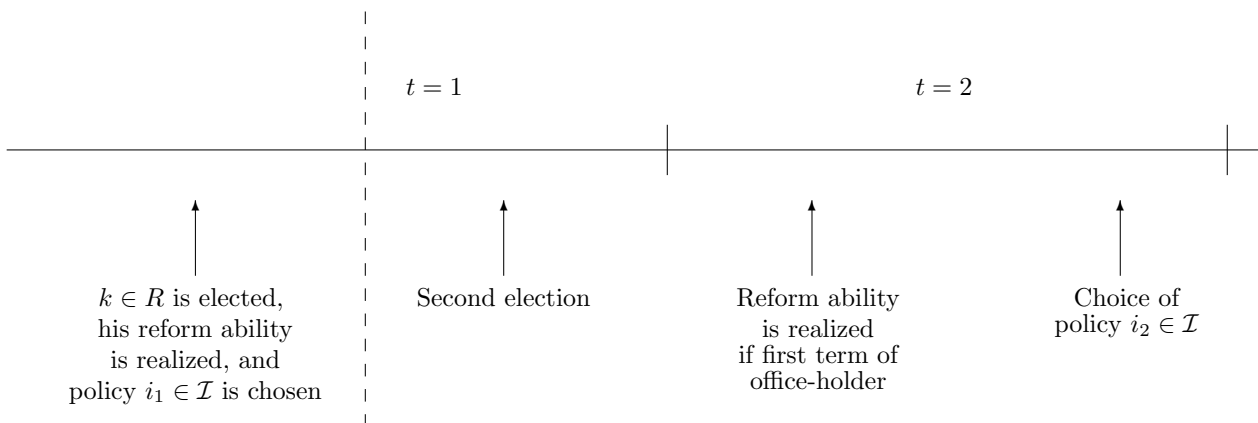 t = 1
t = 2
k ∈ R is elected,
his reform ability
is realized, and
policy i₁ ∈ ℐ is chosen
Second election
Reform ability
is realized
if first term of
office-holder
Choice of
policy i₂ ∈ ℐ